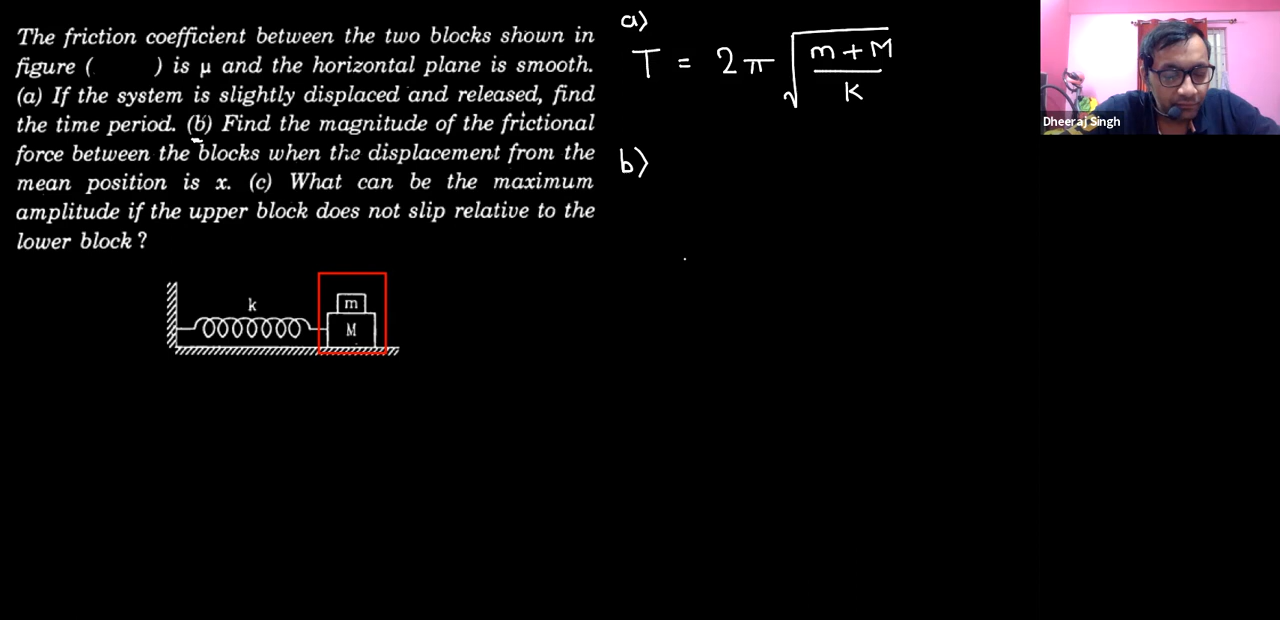 The friction coefficient between the two blocks shown in
figure ( ) is μ and the horizontal plane is smooth.
(a) If the system is slightly displaced and released, find
the time period. (b) Find the magnitude of the frictional
force between the blocks when the displacement from the
mean position is x. (c) What can be the maximum
amplitude if the upper block does not slip relative to the
lower block ?
k
m
M
a)
T = 2π √((m + M)/K)
b)
Dheeraj Singh